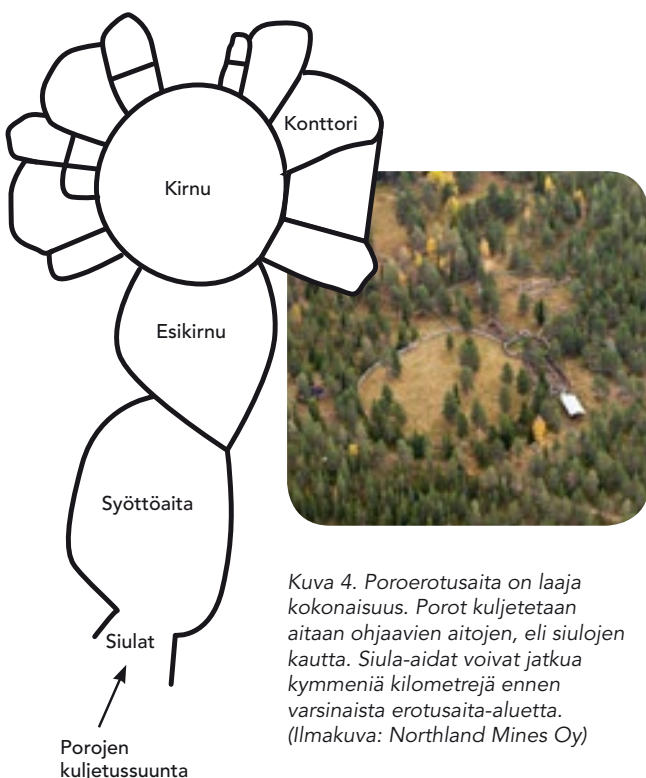 Konttori
Kirnu
Esikirnu
Syöttöaita
Siulat
Porojen
kuljetussuunta
Kuva 4. Poroerotusaita on laaja
kokonaisuus. Porot kuljetetaan
aitaan ohjaavien aitojen, eli siulojen
kautta. Siula-aidat voivat jatkua
kymmeniä kilometrejä ennen
varsinaista erotusaita-aluetta.
(Ilmakuva: Northland Mines Oy)